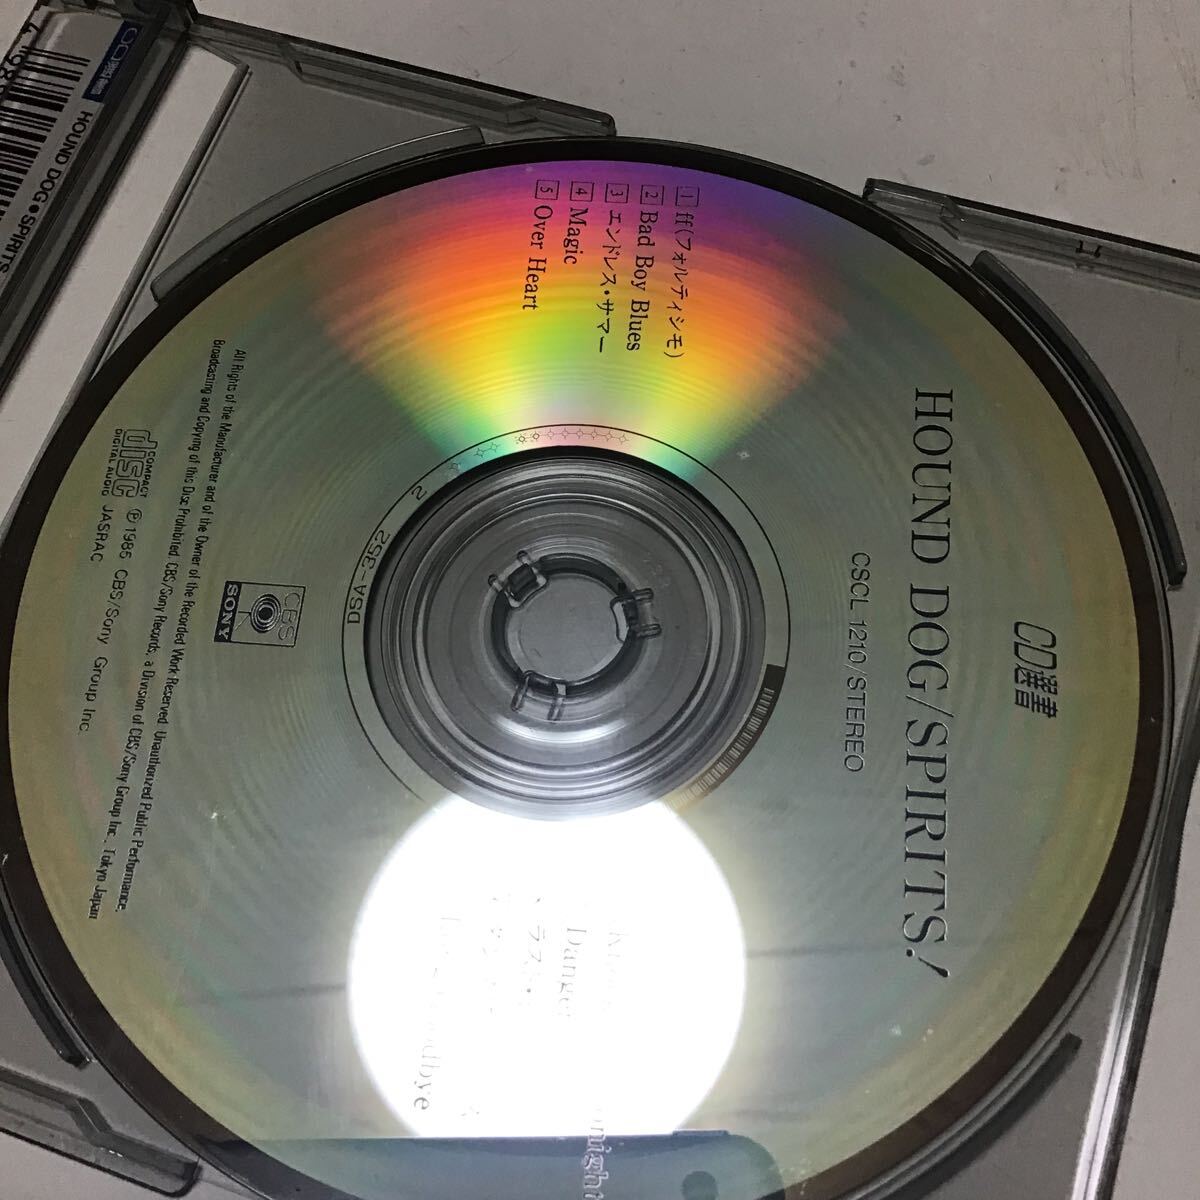 CD選書
HOUND DOG/SPIRITS!
CSCL 1210/STEREO
1 ff(フォルティシモ)
2 Bad Boy Blues
3 エンドレス・サマー
4 Magic
5 Over Heart
Danger
DSA-352 2
CBS
SONY
All Rights of the Manufacturer and of the Owner of the Recorded Work Reserved. Unauthorized Public Performance,
Broadcasting and Copying of this Disc Prohibited. CBS/Sony Records, a Division of CBS/Sony Group Inc., Tokyo Japan
COMPACT
disc
DIGITAL AUDIO
Ⓟ 1985 CBS/Sony Group Inc.
JASRAC
HOUND DOG●SPIRITS